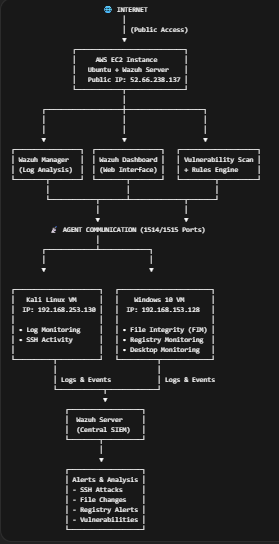 INTERNET
(Public Access)
AWS EC2 Instance
Ubuntu + Wazuh Server
Public IP: 52.66.238.137
Wazuh Manager
(Log Analysis)
Wazuh Dashboard
(Web Interface)
Vulnerability Scan
+ Rules Engine
AGENT COMMUNICATION (1514/1515 Ports)
Kali Linux VM
IP: 192.168.253.130
• Log Monitoring
• SSH Activity
Windows 10 VM
IP: 192.168.153.128
• File Integrity (FIM)
• Registry Monitoring
• Desktop Monitoring
Logs & Events
Logs & Events
Wazuh Server
(Central SIEM)
Alerts & Analysis
- SSH Attacks
- File Changes
- Registry Alerts
- Vulnerabilities